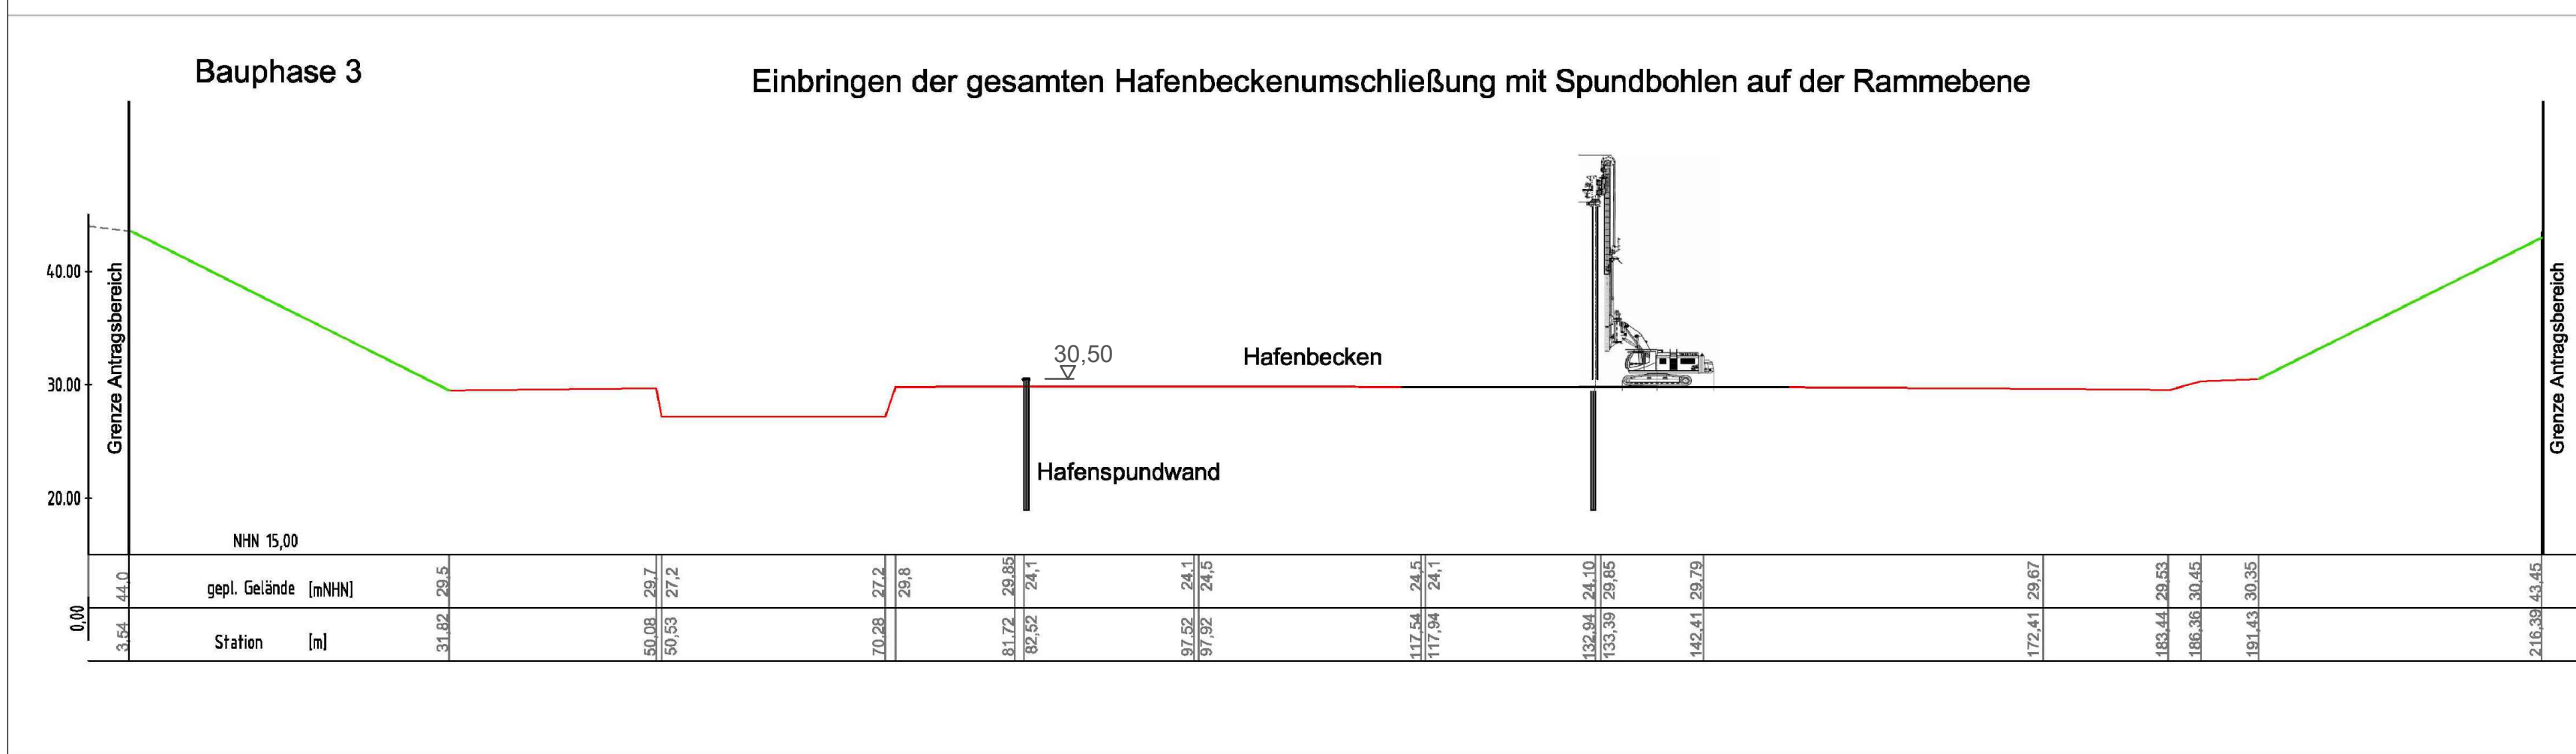 Bauphase 3
Einbringen der gesamten Hafenbeckenumschließung mit Spundbohlen auf der Rammebene
40.00
30.00
20.00
Grenze Antragsbereich
30,50
Hafenbecken
Hafenspundwand
Grenze Antragsbereich
NHN 15,00
gepl. Gelände [mNHN] 44,0 29,5 29,7 27,2 27,2 29,8 29,85 24,1 24,1 24,5 24,5 24,1 24,10 29,85 29,79 29,67 29,53 30,45 30,35 43,45
0,00
Station [m] 3,54 31,82 50,08 50,53 70,28 81,72 82,52 97,52 97,92 117,54 117,94 132,94 133,39 142,41 172,41 183,44 186,36 191,43 216,39